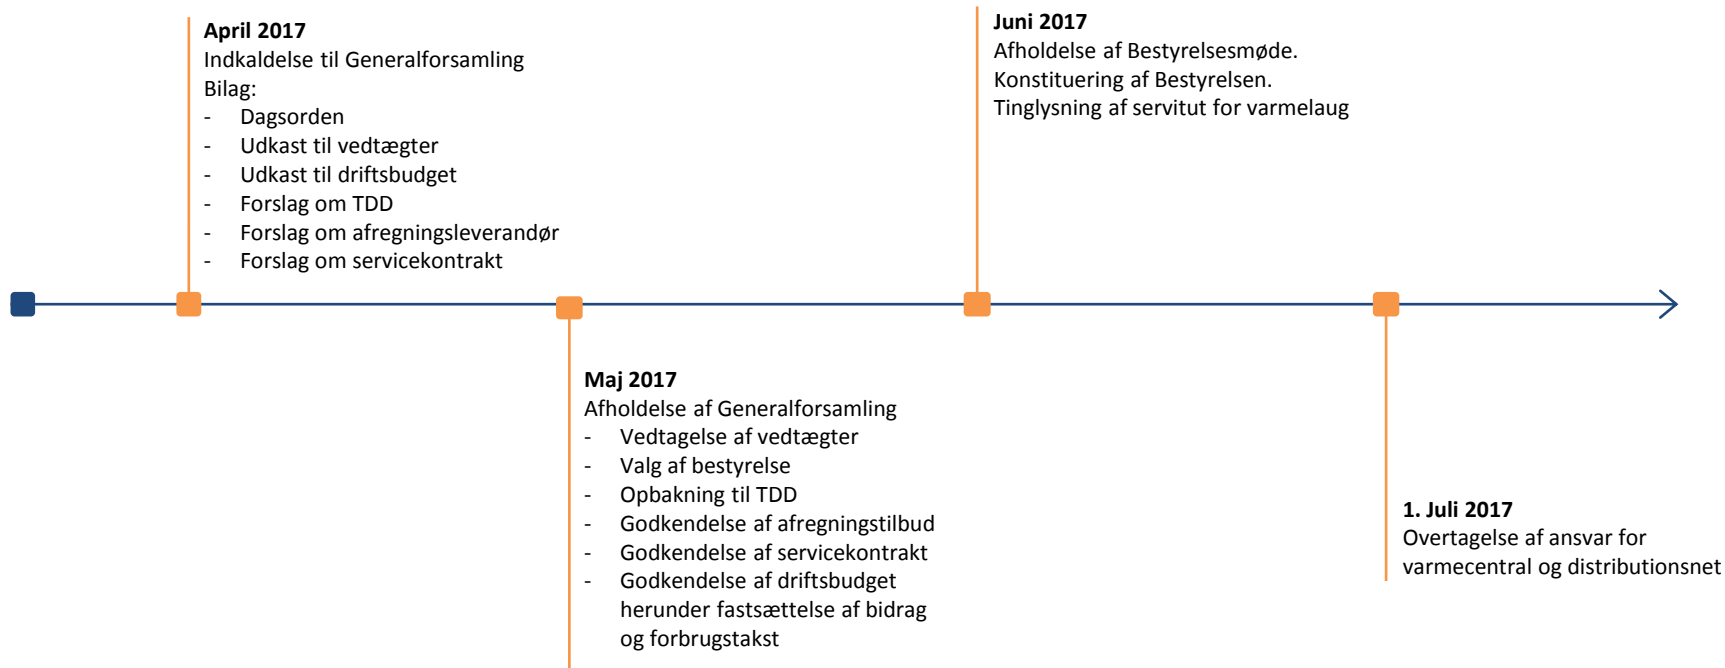 April 2017
Indkaldelse til Generalforsamling
Bilag:
- Dagsorden
- Udkast til vedtægter
- Udkast til driftsbudget
- Forslag om TDD
- Forslag om afregningsleverandør
- Forslag om servicekontrakt
Maj 2017
Afholdelse af Generalforsamling
- Vedtagelse af vedtægter
- Valg af bestyrelse
- Opbakning til TDD
- Godkendelse af afregningstilbud
- Godkendelse af servicekontrakt
- Godkendelse af driftsbudget
herunder fastsættelse af bidrag
og forbrugstakst
Juni 2017
Afholdelse af Bestyrelsesmøde.
Konstituering af Bestyrelsen.
Tinglysning af servitut for varmelaug
1. Juli 2017
Overtagelse af ansvar for
varmecentral og distributionsnet